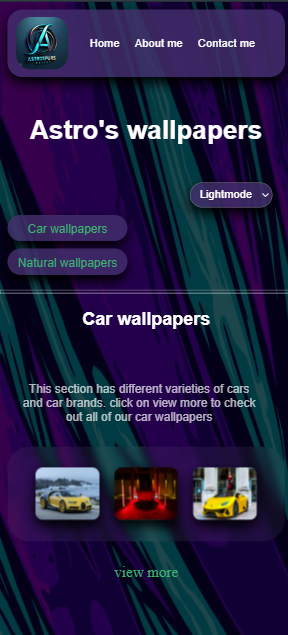 ASTROSPURS
Home About me Contact me
Astro's wallpapers
Lightmode
Car wallpapers
Natural wallpapers
Car wallpapers
This section has different varieties of cars
and car brands. click on view more to check
out all of our car wallpapers
view more